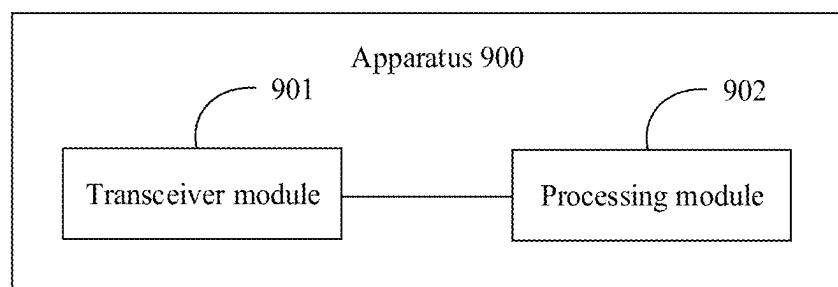 Apparatus 900
901
902
Transceiver module
Processing module